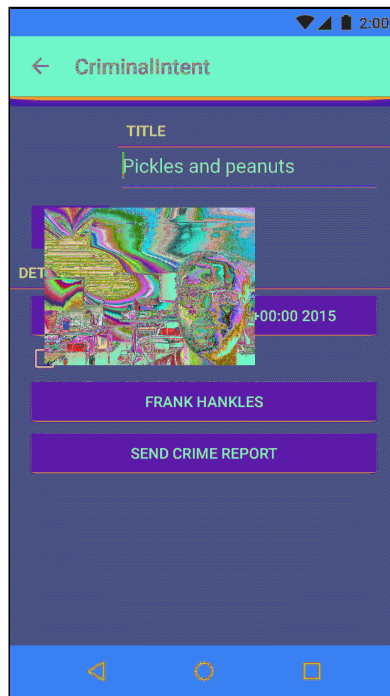 2:00
CriminalIntent
TITLE
Pickles and peanuts
DET
+00:00 2015
FRANK HANKLES
SEND CRIME REPORT